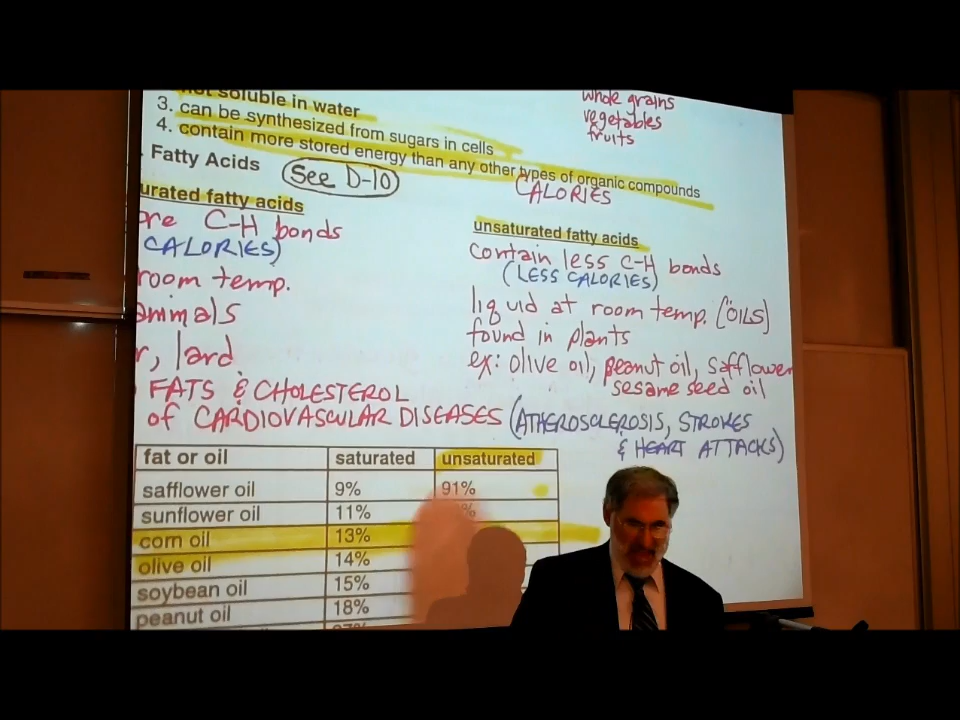 not soluble in water
3. can be synthesized from sugars in cells
4. contain more stored energy than any other types of organic compounds
CALORIES
whole grains
vegetables
fruits
Fatty Acids See D-10
urated fatty acids
ore C-H bonds
CALORIES)
room temp.
animals
r, lard
FATS & CHOLESTEROL
of CARDIOVASCULAR DISEASES (ATHEROSCLEROSIS, STROKES
& HEART ATTACKS)
unsaturated fatty acids
contain less C-H bonds
(LESS CALORIES)
liquid at room temp. (OILS)
found in plants
ex: olive oil, peanut oil, safflower
sesame seed oil
fat or oil saturated unsaturated
safflower oil 9% 91%
sunflower oil 11%
corn oil 13%
olive oil 14%
soybean oil 15%
peanut oil 18%